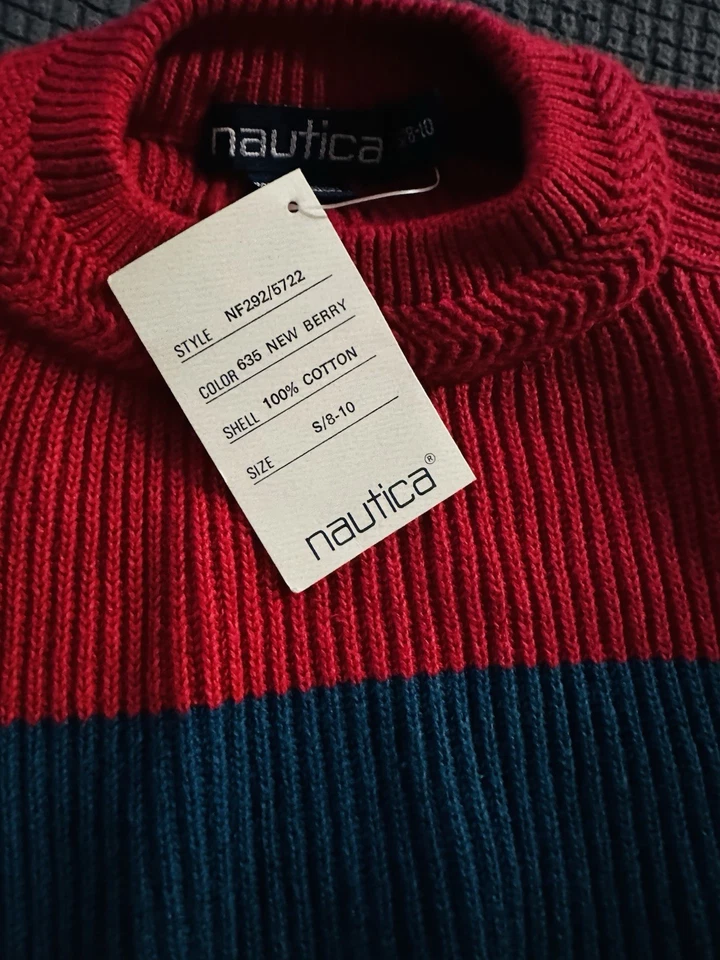 nautica
S/8-10
STYLE NF292/5722
COLOR 635 NEW BERRY
SHELL 100% COTTON
SIZE S/8-10
nautica®